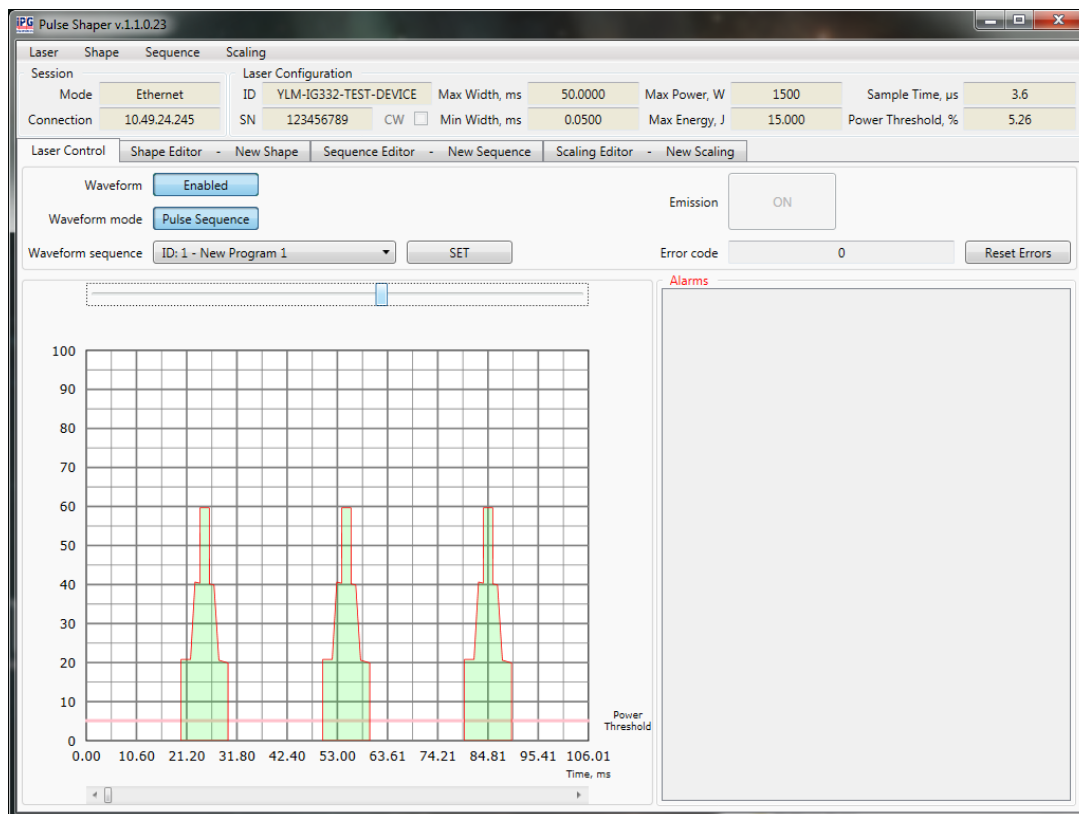 IPG Pulse Shaper v.1.1.0.23
Laser Shape Sequence Scaling
Session Laser Configuration
Mode Ethernet ID YLM-IG332-TEST-DEVICE Max Width, ms 50.0000 Max Power, W 1500 Sample Time, µs 3.6
Connection 10.49.24.245 SN 123456789 CW Min Width, ms 0.0500 Max Energy, J 15.000 Power Threshold, % 5.26
Laser Control Shape Editor - New Shape Sequence Editor - New Sequence Scaling Editor - New Scaling
Waveform Enabled
Emission ON
Waveform mode Pulse Sequence
Waveform sequence ID: 1 - New Program 1 SET Error code 0 Reset Errors
Alarms
100
90
80
70
60
50
40
30
20
10
Power
Threshold
0
0.00 10.60 21.20 31.80 42.40 53.00 63.61 74.21 84.81 95.41 106.01
Time, ms